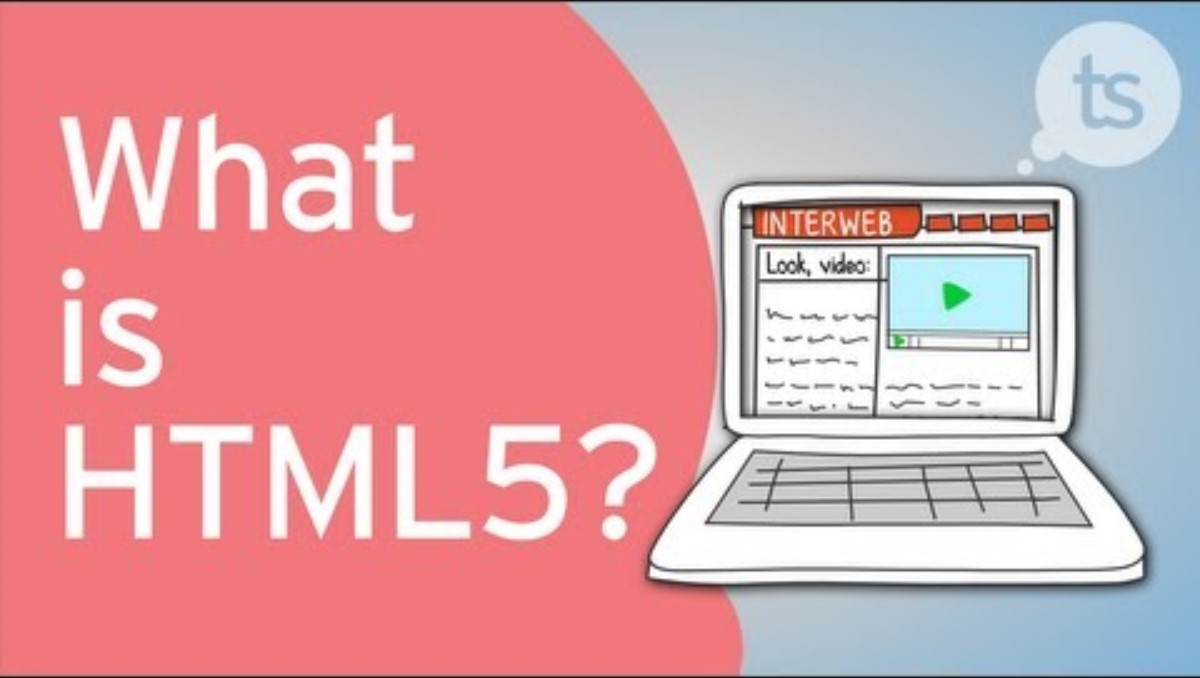 What
is
HTML5?
ts
INTERWEB
Look, video: